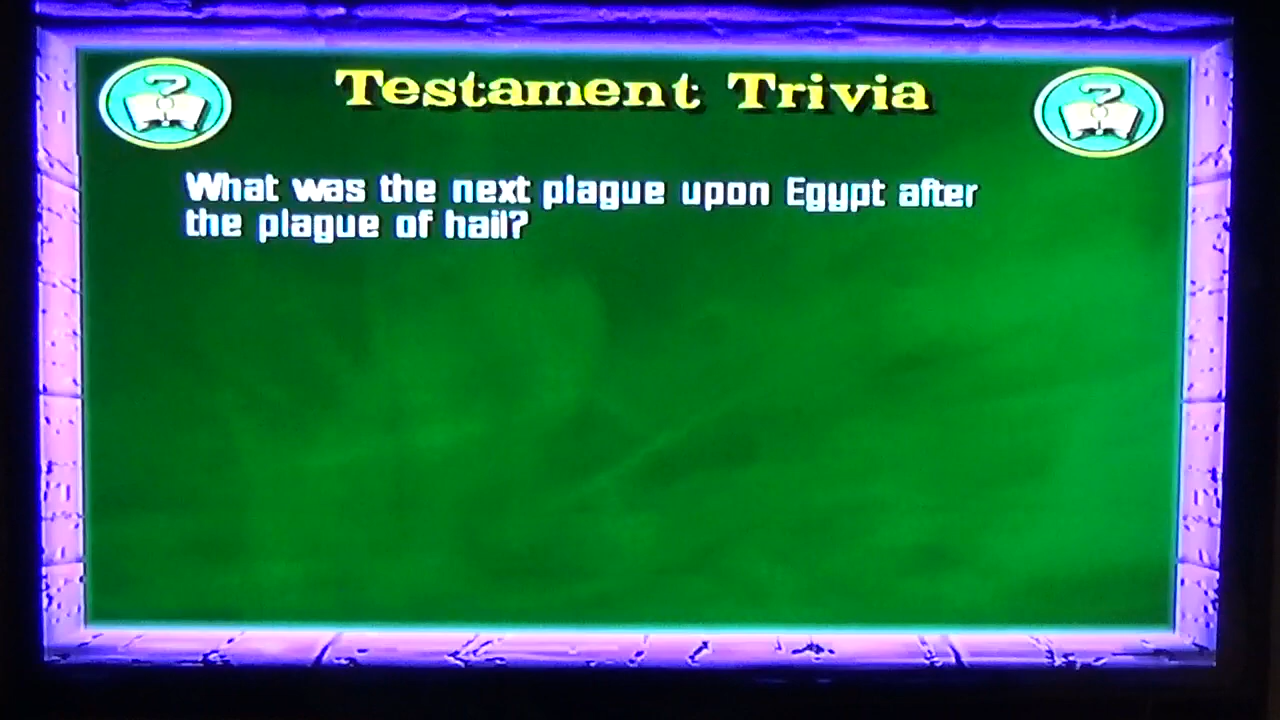 Testament Trivia
What was the next plague upon Egypt after
the plague of hail?